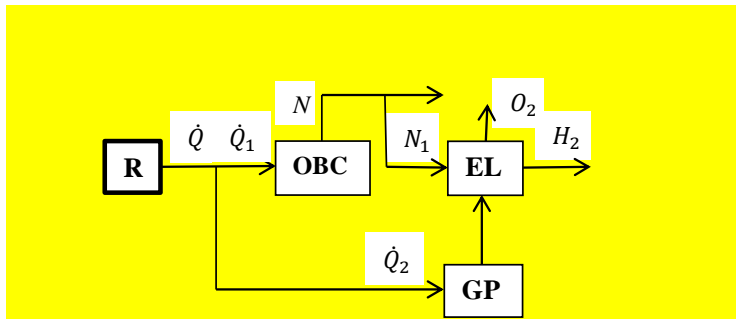 O₂
N
H₂
Q̇ Q̇₁
N₁
R
OBC
EL
Q̇₂
GP